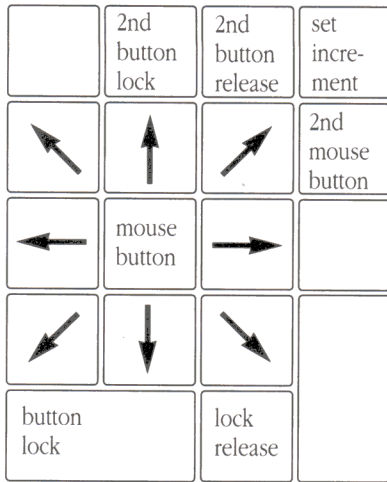 2nd
button
lock
2nd
button
release
set
incre-
ment
2nd
mouse
button
mouse
button
button
lock
lock
release